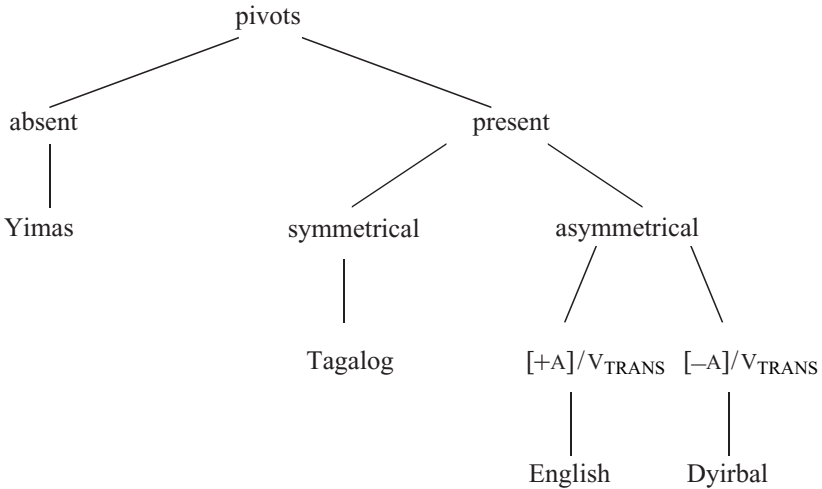 pivots
absent present
Yimas symmetrical asymmetrical
Tagalog [+A]/VTRANS [–A]/VTRANS
English Dyirbal